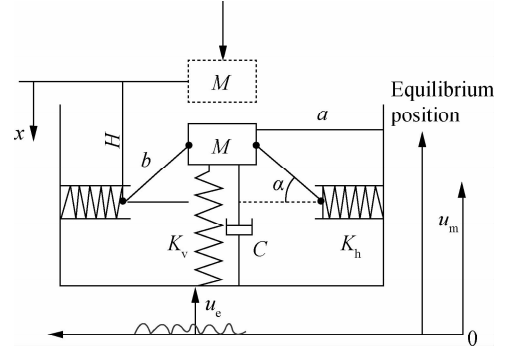 M
Equilibrium
position
a
x
H
b
M
α
u_m
K_v
C
K_h
u_e
0